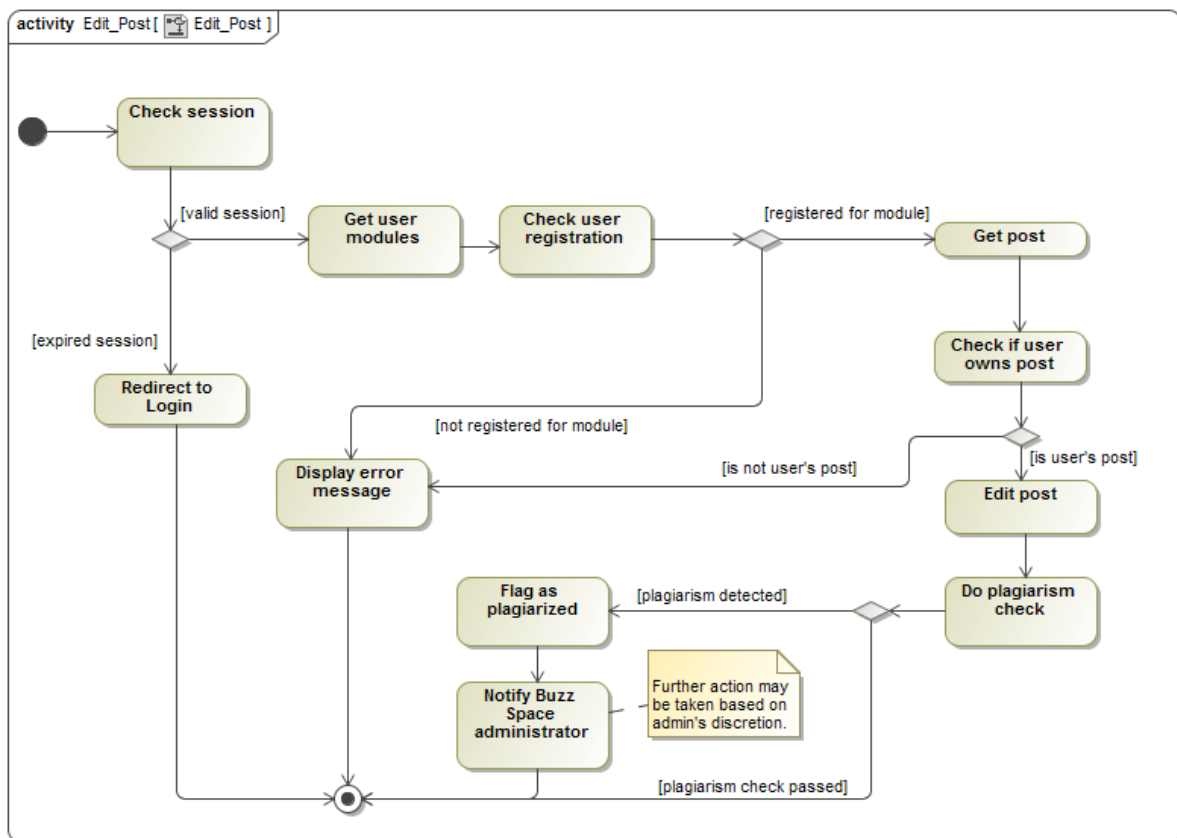 activity Edit_Post [ Edit_Post ]
Check session
[valid session]
Get user
modules
Check user
registration
[registered for module]
Get post
[expired session]
Redirect to
Login
Check if user
owns post
[not registered for module]
[is not user's post]
[is user's post]
Display error
message
Edit post
Flag as
plagiarized
[plagiarism detected]
Do plagiarism
check
Notify Buzz
Space
administrator
Further action may
be taken based on
admin's discretion.
[plagiarism check passed]